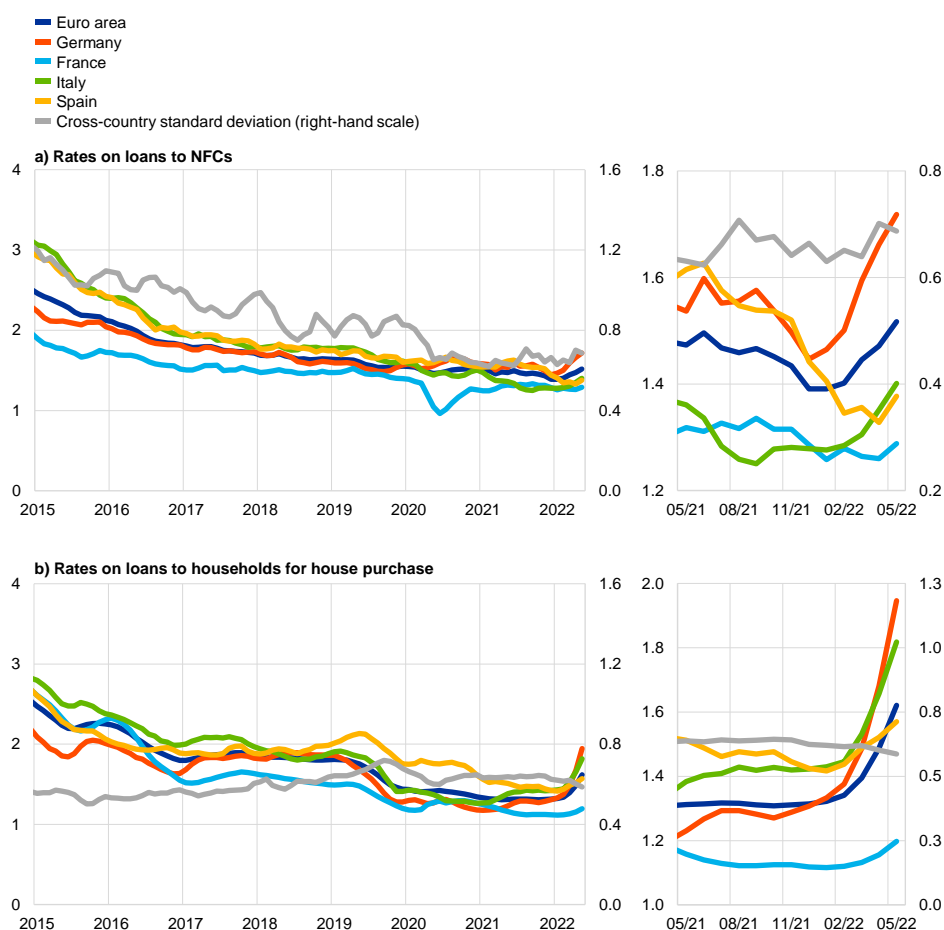 Euro area
Germany
France
Italy
Spain
Cross-country standard deviation (right-hand scale)
a) Rates on loans to NFCs
4 1.6 1.8 0.8
3 1.2 1.6 0.6
2 0.8 1.4 0.4
1 0.4
0 0.0 1.2 0.2
2015 2016 2017 2018 2019 2020 2021 2022 05/21 08/21 11/21 02/22 05/22
b) Rates on loans to households for house purchase
4 1.6 2.0 1.3
1.8 1.0
3 1.2
1.6 0.8
2 0.8
1.4 0.5
1 0.4 1.2 0.3
0 0.0 1.0 0.0
2015 2016 2017 2018 2019 2020 2021 2022 05/21 08/21 11/21 02/22 05/22